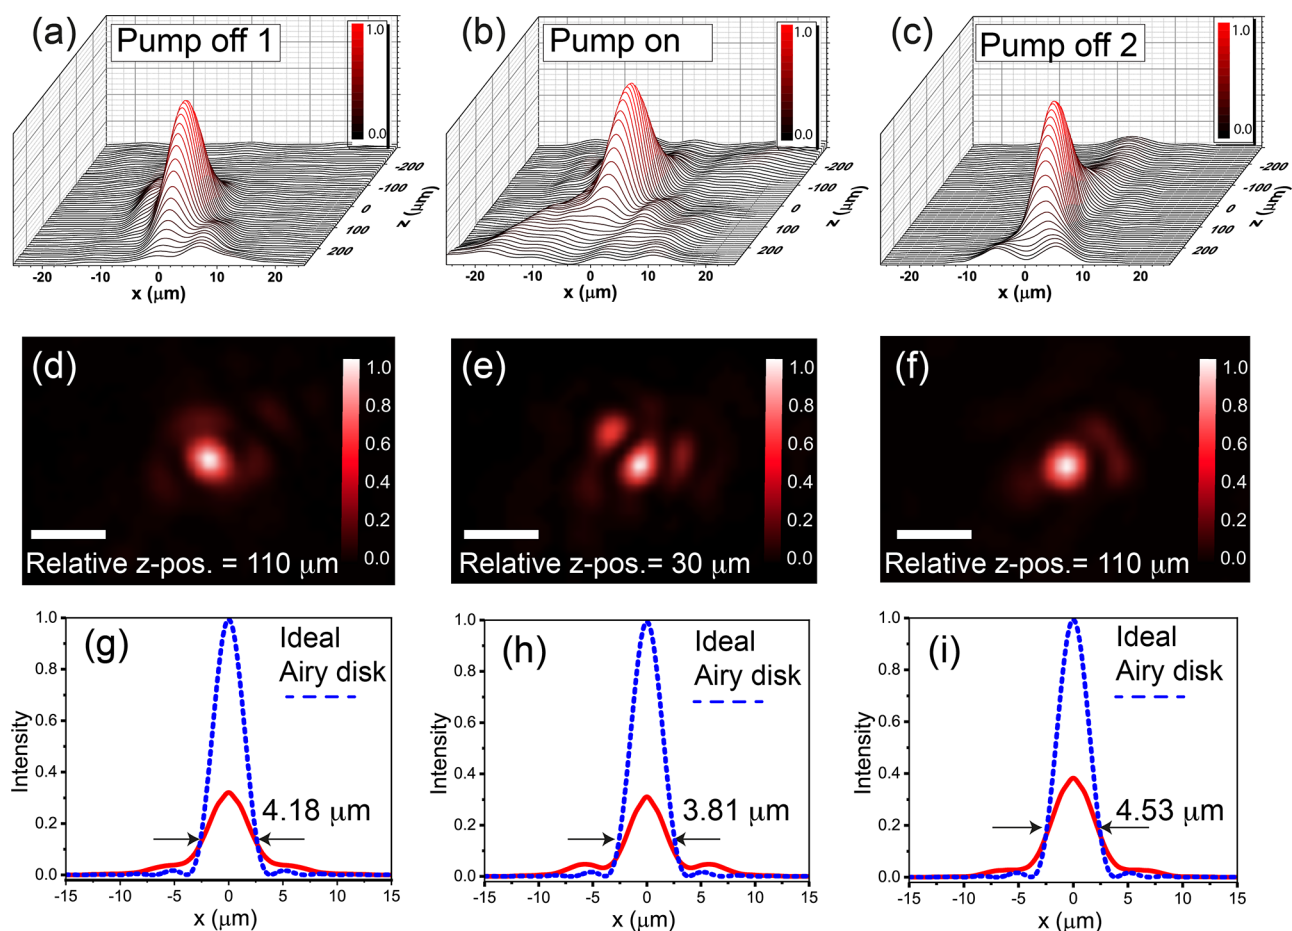 (a) Pump off 1
1.0
0.0
-200
-100
0
100
200
z (μm)
-20 -10 0 10 20
x (μm)
(b) Pump on
1.0
0.0
-200
-100
0
100
200
z (μm)
-20 -10 0 10 20
x (μm)
(c) Pump off 2
1.0
0.0
-200
-100
0
100
200
z (μm)
-20 -10 0 10 20
x (μm)
(d)
1.0
0.8
0.6
0.4
0.2
0.0
Relative z-pos. = 110 μm
(e)
1.0
0.8
0.6
0.4
0.2
0.0
Relative z-pos.= 30 μm
(f)
1.0
0.8
0.6
0.4
0.2
0.0
Relative z-pos.= 110 μm
(g)
Ideal
Airy disk
4.18 μm
Intensity
1.0
0.8
0.6
0.4
0.2
0.0
-15 -10 -5 0 5 10 15
x (μm)
(h)
Ideal
Airy disk
3.81 μm
Intensity
1.0
0.8
0.6
0.4
0.2
0.0
-15 -10 -5 0 5 10 15
x (μm)
(i)
Ideal
Airy disk
4.53 μm
Intensity
1.0
0.8
0.6
0.4
0.2
0.0
-15 -10 -5 0 5 10 15
x (μm)